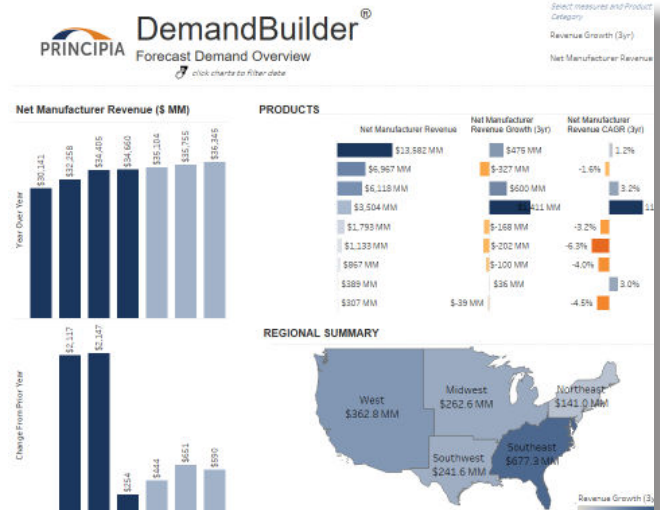 PRINCIPIA
DemandBuilder®
Forecast Demand Overview
click charts to filter data
Select measures and Product
Category
Revenue Growth (3yr)
Net Manufacturer Revenue
Net Manufacturer Revenue ($ MM)
Year Over Year
$30,141
$32,258
$34,405
$34,660
$35,104
$35,755
$36,345
Change From Prior Year
$2,117
$2,147
$254
$444
$651
$590
PRODUCTS
Net Manufacturer Revenue
Net Manufacturer
Revenue Growth (3yr)
Net Manufacturer
Revenue CAGR (3yr)
$13,582 MM $475 MM 1.2%
$6,967 MM $-327 MM -1.6%
$6,118 MM $600 MM 3.2%
$3,504 MM 411 MM 11
$1,793 MM $-168 MM -3.2%
$1,133 MM $-202 MM -6.3%
$867 MM $-100 MM -4.0%
$389 MM $36 MM 3.0%
$307 MM $-39 MM -4.5%
REGIONAL SUMMARY
West
$362.8 MM
Midwest
$262.6 MM
Northeast
$141.0 MM
Southwest
$241.6 MM
Southeast
$677.3 MM
Revenue Growth (3y